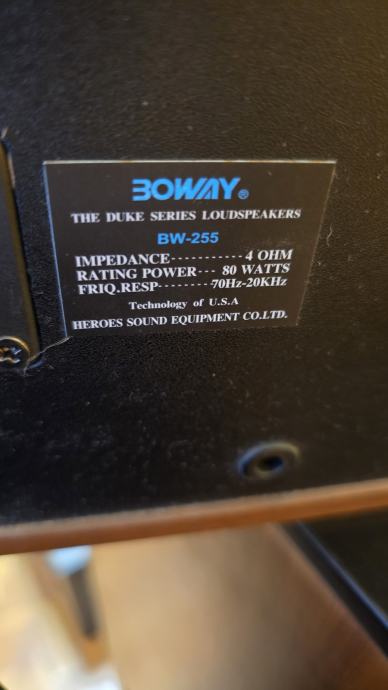 BOWAY®
THE DUKE SERIES LOUDSPEAKERS
BW-255
IMPEDANCE----------- 4 OHM
RATING POWER--- 80 WATTS
FRIQ.RESP--------70Hz-20KHz
Technology of U.S.A
HEROES SOUND EQUIPMENT CO.LTD.